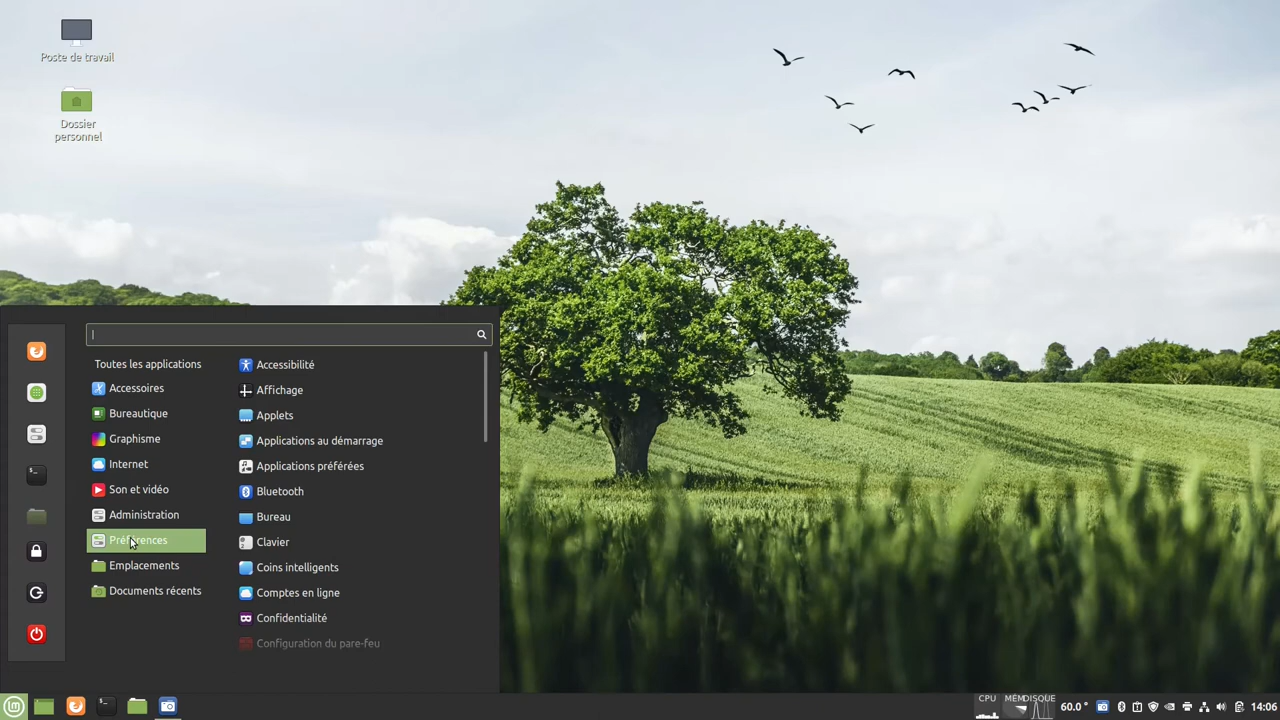 Poste de travail
Dossier
personnel
Toutes les applications
Accessoires
Bureautique
Graphisme
Internet
Son et vidéo
Administration
Préférences
Emplacements
Documents récents
Accessibilité
Affichage
Applets
Applications au démarrage
Applications préférées
Bluetooth
Bureau
Clavier
Coins intelligents
Comptes en ligne
Confidentialité
Configuration du pare-feu
CPU
MÉM
DISQUE
60.0°
14:06